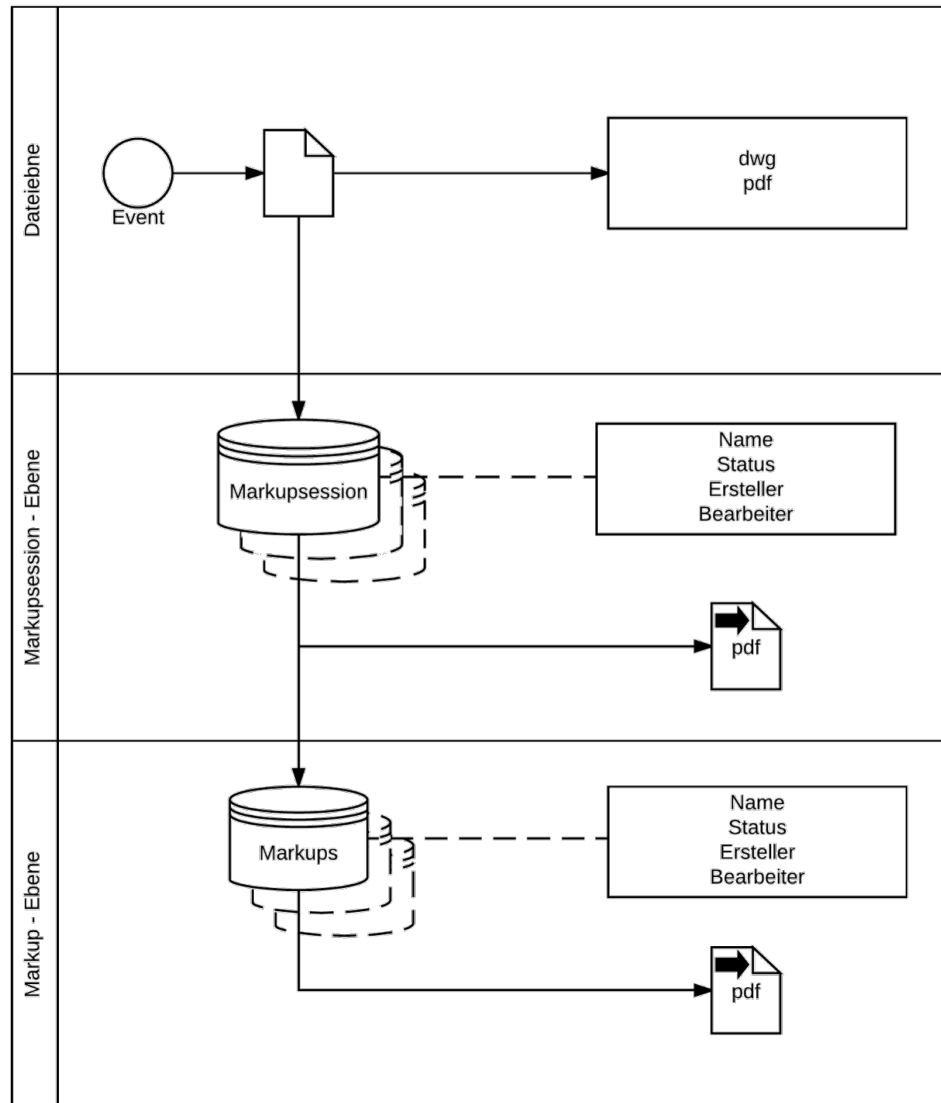 Dateiebne
Event
dwg
pdf
Markupsession - Ebene
Markupsession
Name
Status
Ersteller
Bearbeiter
pdf
Markup - Ebene
Markups
Name
Status
Ersteller
Bearbeiter
pdf